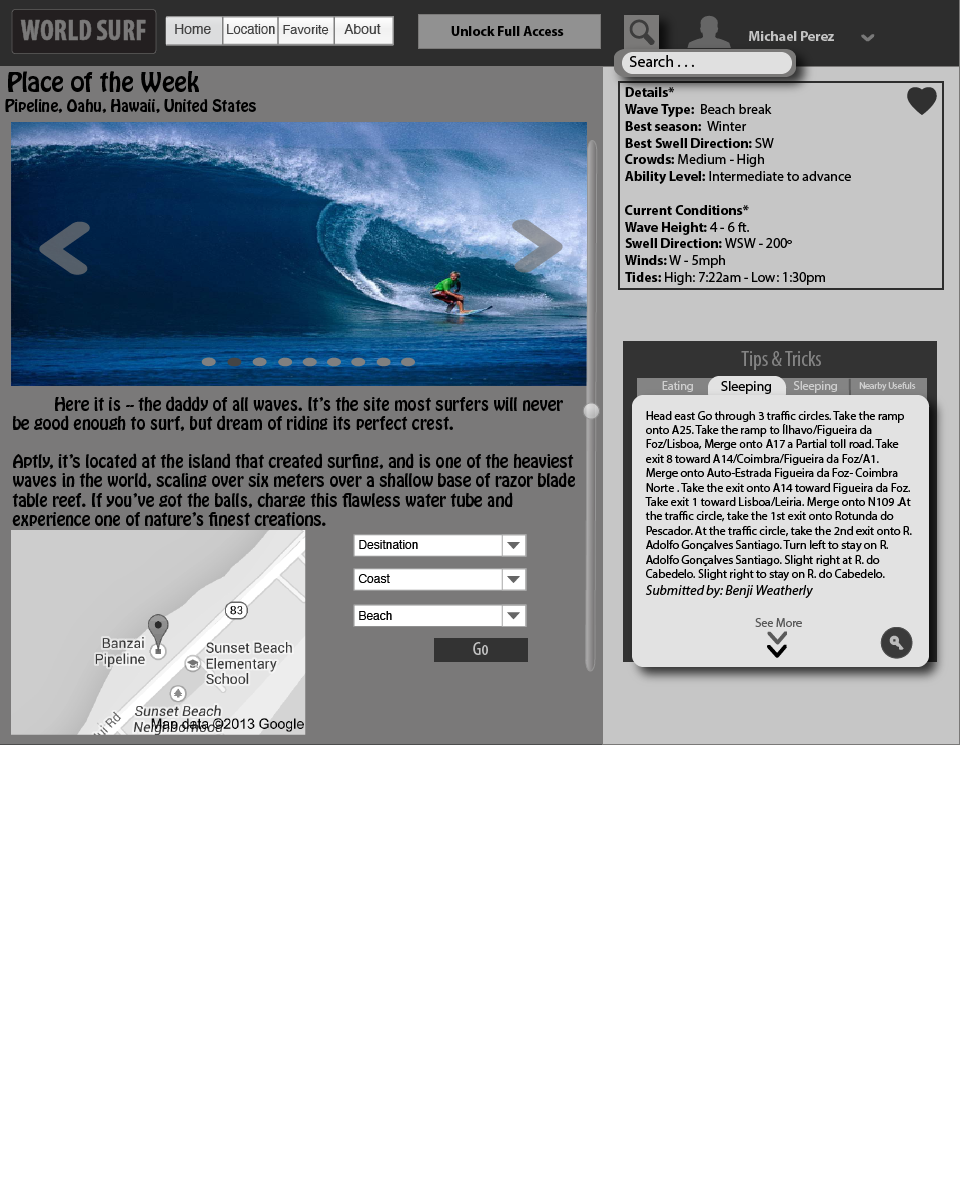 WORLD SURF
Home
Location
Favorite
About
Unlock Full Access
Michael Perez
Search . . .
Place of the Week
Pipeline, Oahu, Hawaii, United States
Here it is -- the daddy of all waves. It's the site most surfers will never
be good enough to surf, but dream of riding its perfect crest.
Aptly, it's located at the island that created surfing, and is one of the heaviest
waves in the world, scaling over six meters over a shallow base of razor blade
table reef. If you've got the balls, charge this flawless water tube and
experience one of nature's finest creations.
83
Banzai
Pipeline
Sunset Beach
Elementary
School
Sunset Beach
Neighborhood
ui Rd
Map data ©2013 Google
Desitnation
Coast
Beach
Go
Details*
Wave Type: Beach break
Best season: Winter
Best Swell Direction: SW
Crowds: Medium - High
Ability Level: Intermediate to advance
Current Conditions*
Wave Height: 4 - 6 ft.
Swell Direction: WSW - 200º
Winds: W - 5mph
Tides: High: 7:22am - Low: 1:30pm
Tips & Tricks
Eating
Sleeping
Sleeping
Nearby Usefuls
Head east Go through 3 traffic circles. Take the ramp
onto A25. Take the ramp to Ílhavo/Figueira da
Foz/Lisboa, Merge onto A17 a Partial toll road. Take
exit 8 toward A14/Coimbra/Figueira da Foz/A1.
Merge onto Auto-Estrada Figueira da Foz- Coimbra
Norte . Take the exit onto A14 toward Figueira da Foz.
Take exit 1 toward Lisboa/Leiria. Merge onto N109 .At
the traffic circle, take the 1st exit onto Rotunda do
Pescador. At the traffic circle, take the 2nd exit onto R.
Adolfo Gonçalves Santiago. Turn left to stay on R.
Adolfo Gonçalves Santiago. Slight right at R. do
Cabedelo. Slight right to stay on R. do Cabedelo.
Submitted by: Benji Weatherly
See More